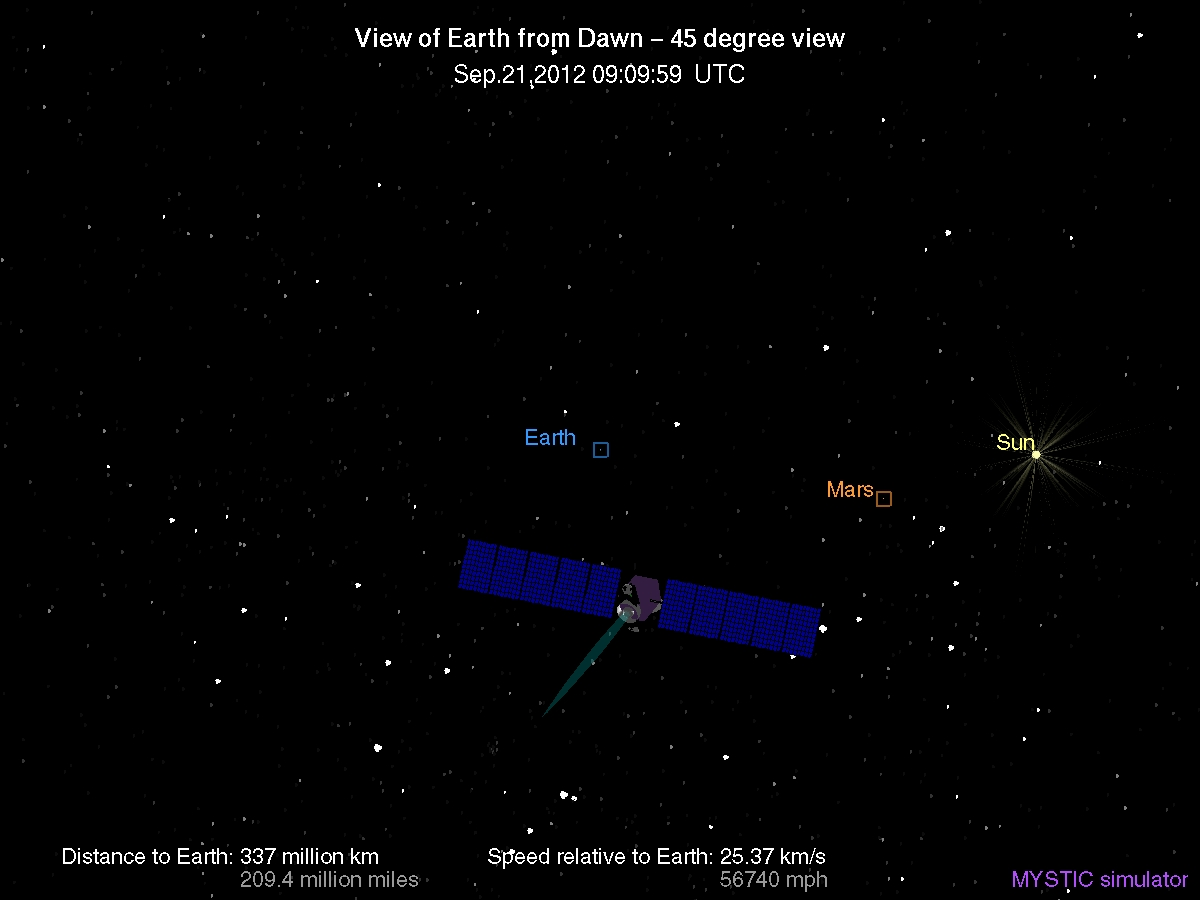 View of Earth from Dawn – 45 degree view
Sep.21,2012 09:09:59 UTC
Earth
Sun
Mars
Distance to Earth: 337 million km
209.4 million miles
Speed relative to Earth: 25.37 km/s
56740 mph
MYSTIC simulator